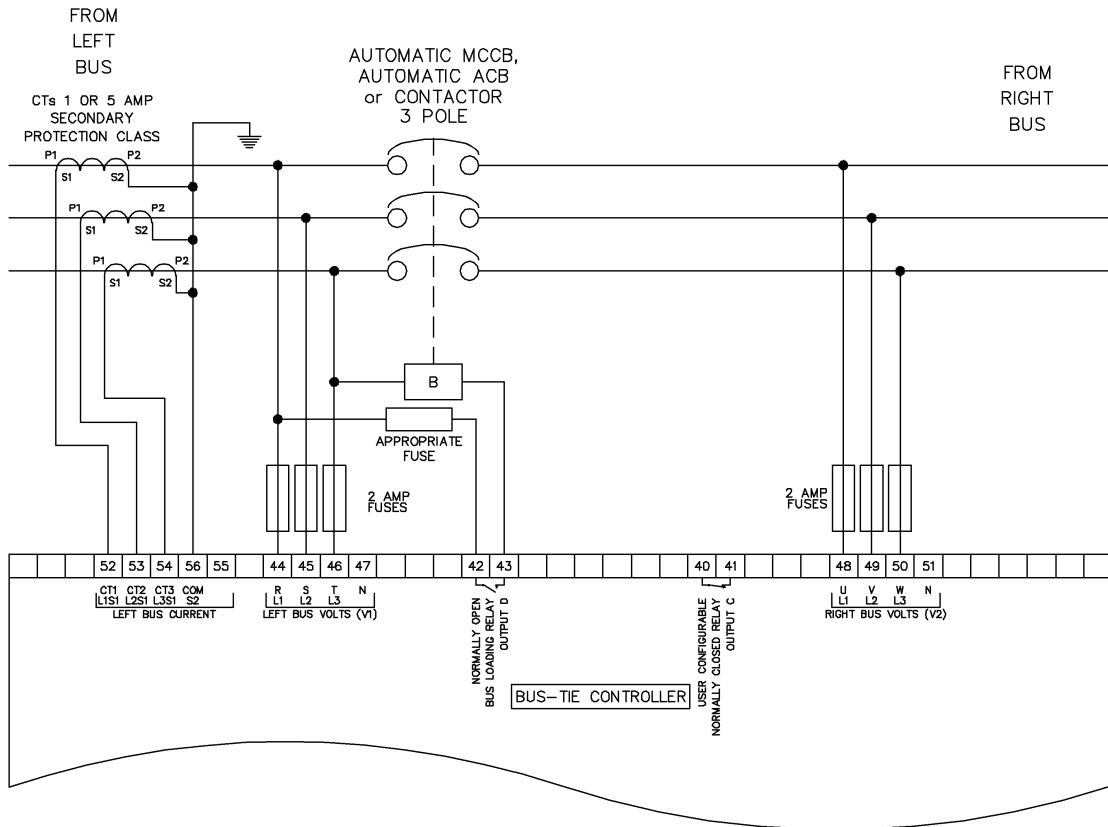 FROM
LEFT
BUS
CTs 1 OR 5 AMP
SECONDARY
PROTECTION CLASS
AUTOMATIC MCCB,
AUTOMATIC ACB
or CONTACTOR
3 POLE
FROM
RIGHT
BUS
P1 P2
S1 S2
P1 P2
S1 S2
P1 P2
S1 S2
B
APPROPRIATE
FUSE
2 AMP
FUSES
2 AMP
FUSES
52 53 54 56 55 44 45 46 47 42 43 40 41 48 49 50 51
CT1 CT2 CT3 COM
L1S1 L2S1 L3S1 S2
LEFT BUS CURRENT
R S T N
L1 L2 L3
LEFT BUS VOLTS (V1)
NORMALLY OPEN
BUS LOADING RELAY
OUTPUT D
BUS-TIE CONTROLLER
USER CONFIGURABLE
NORMALLY CLOSED RELAY
OUTPUT C
U V W N
L1 L2 L3
RIGHT BUS VOLTS (V2)